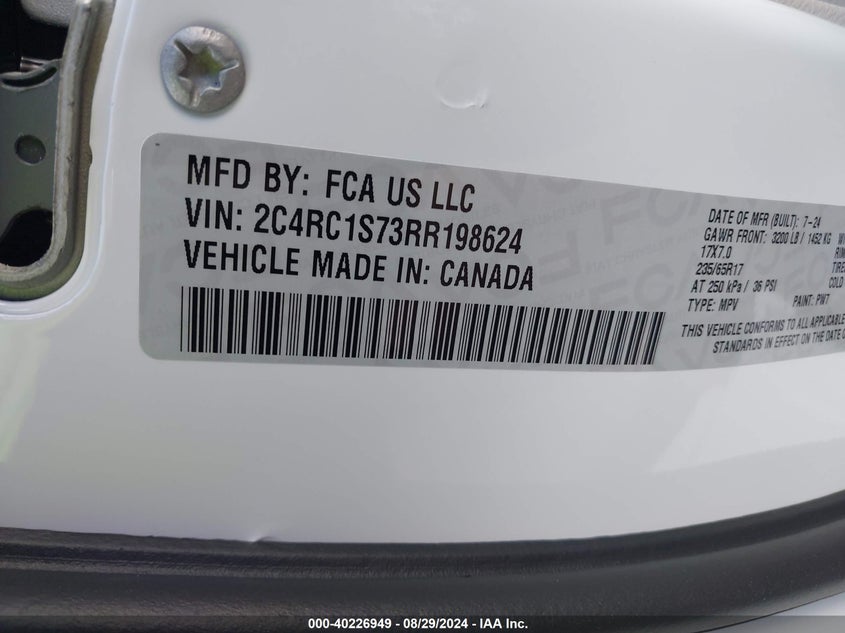 MFD BY: FCA US LLC
VIN: 2C4RC1S73RR198624
VEHICLE MADE IN: CANADA
DATE OF MFR (BUILT): 7-24
GAWR FRONT: 3200 LB / 1452 KG
17X7.0
235/65R17
AT 250 kPa / 36 PSI
TYPE: MPV PAINT: PW7
THIS VEHICLE CONFORMS TO ALL APPLICABLE
STANDARDS IN EFFECT ON THE DATE
000-40226949 - 08/29/2024 - IAAI Inc.